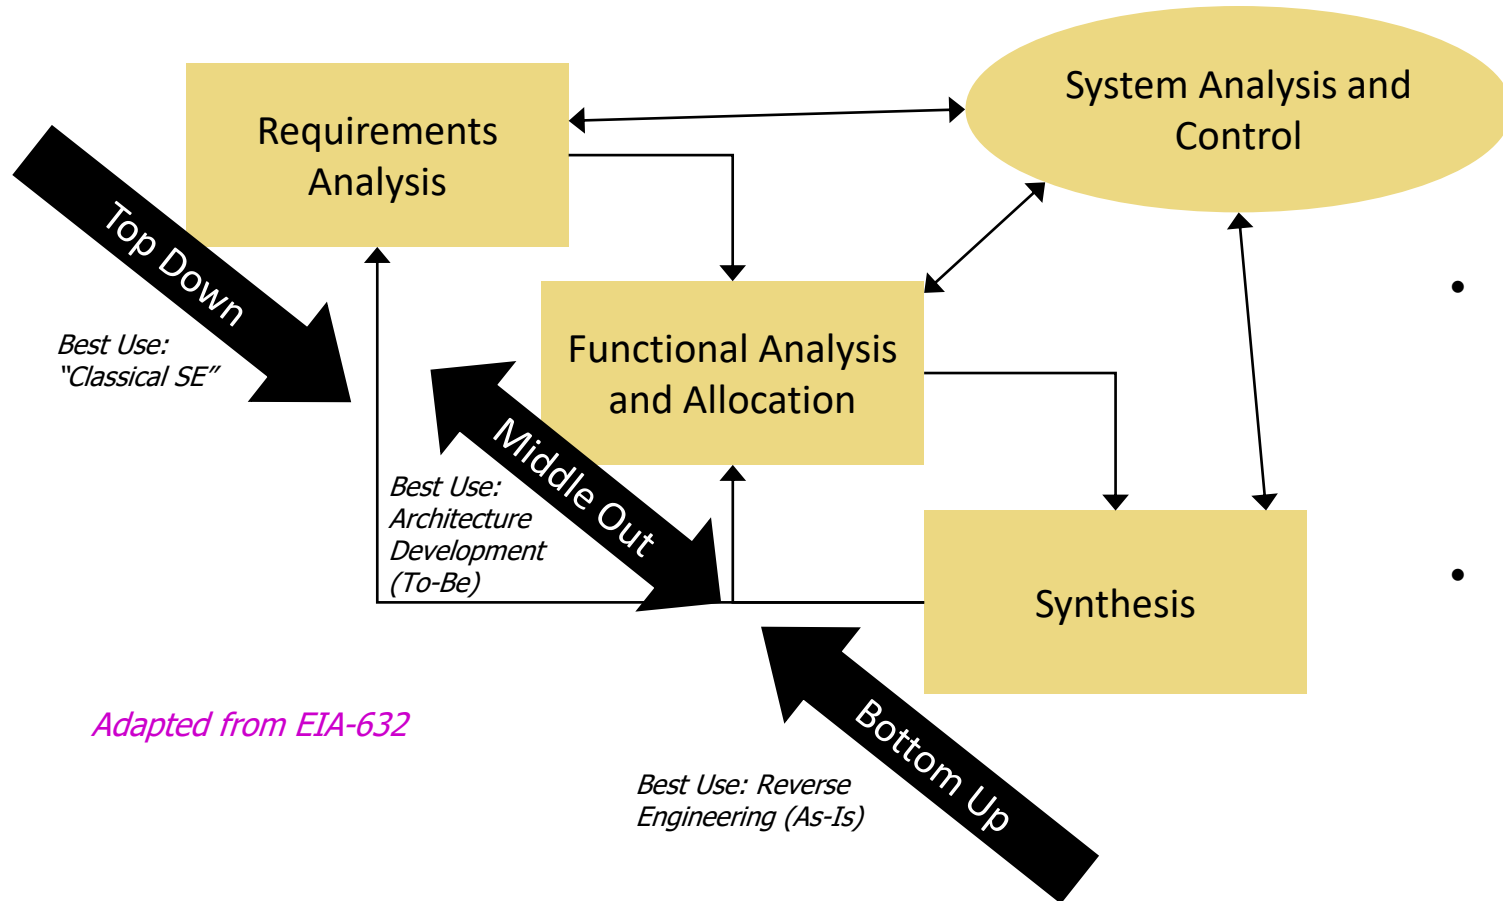 System Analysis and
Control
Requirements
Analysis
Top Down
Best Use:
“Classical SE”
Functional Analysis
and Allocation
Middle Out
Best Use:
Architecture
Development
(To-Be)
Synthesis
•
•
Adapted from EIA-632
Bottom Up
Best Use: Reverse
Engineering (As-Is)